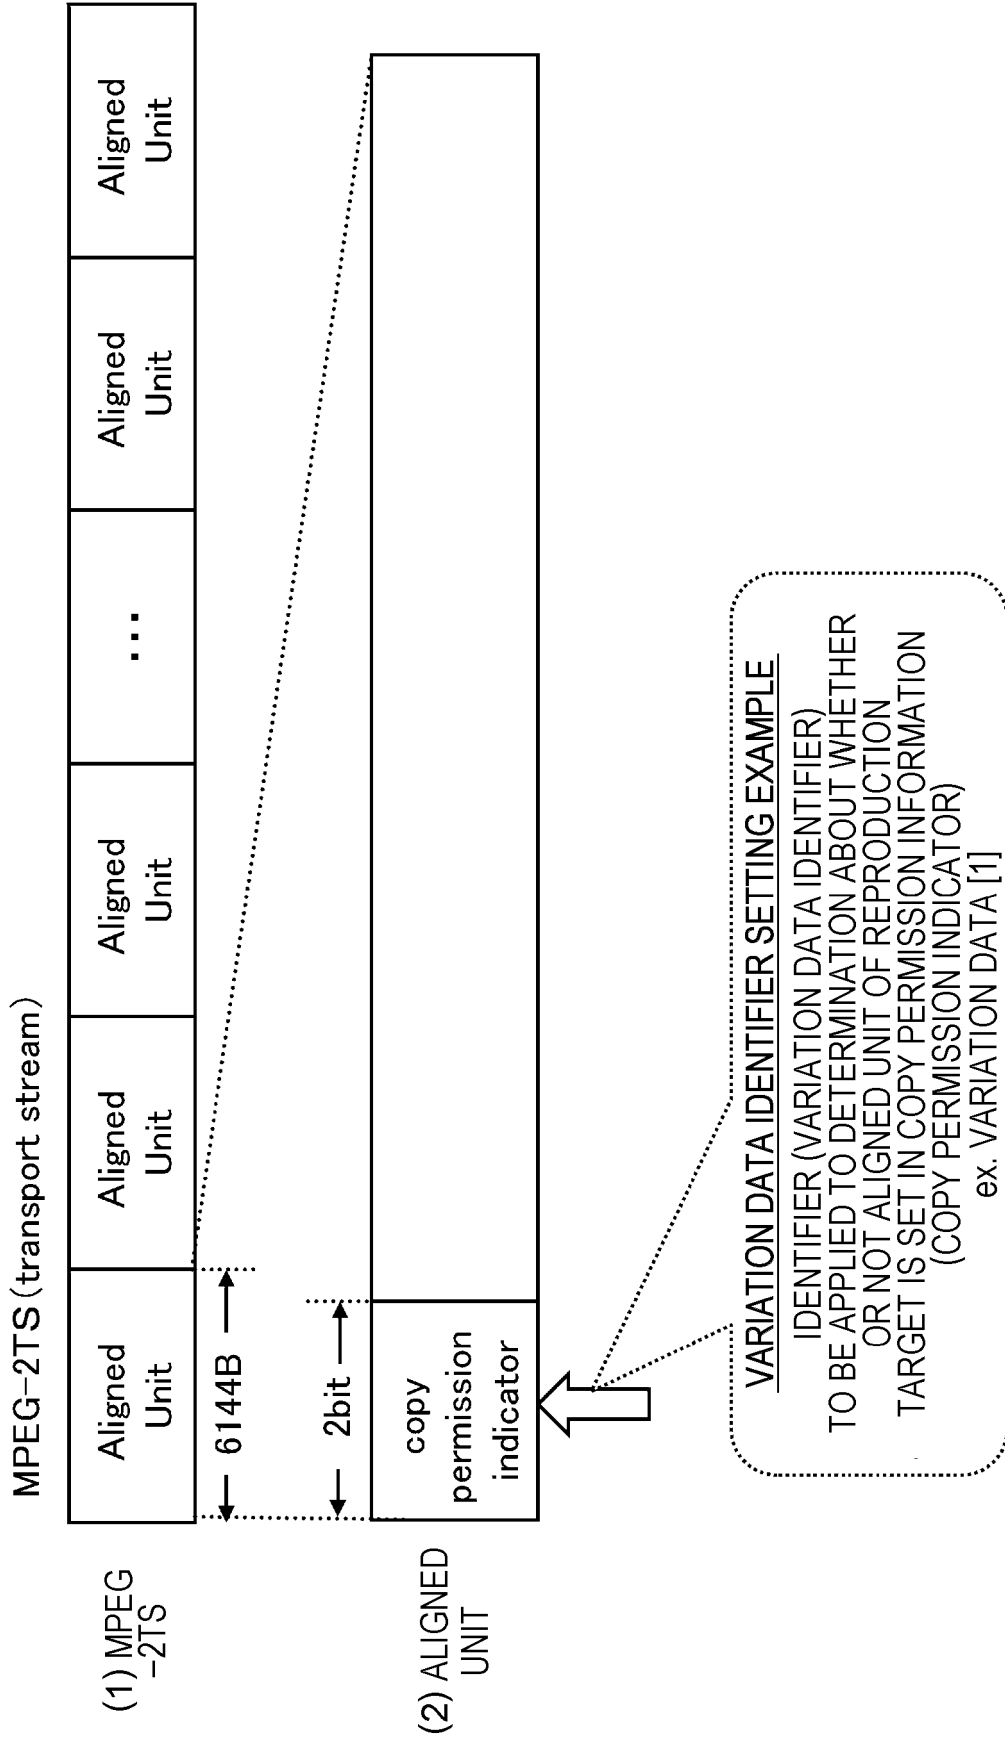 MPEG-2TS (transport stream)
(1) MPEG
-2TS
Aligned
Unit
Aligned
Unit
Aligned
Unit
...
Aligned
Unit
Aligned
Unit
6144B
2bit
(2) ALIGNED
UNIT
copy
permission
indicator
VARIATION DATA IDENTIFIER SETTING EXAMPLE
IDENTIFIER (VARIATION DATA IDENTIFIER)
TO BE APPLIED TO DETERMINATION ABOUT WHETHER
OR NOT ALIGNED UNIT OF REPRODUCTION
TARGET IS SET IN COPY PERMISSION INFORMATION
(COPY PERMISSION INDICATOR)
ex. VARIATION DATA [1]